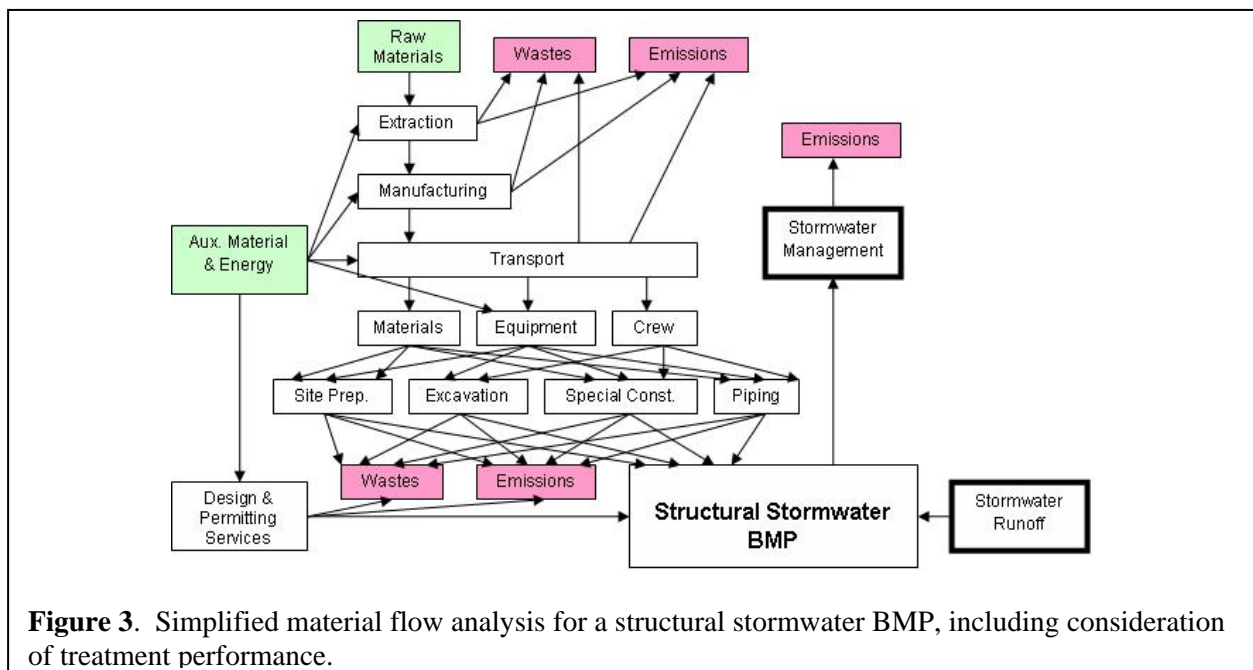 Raw
Materials
Wastes
Emissions
Extraction
Emissions
Manufacturing
Stormwater
Management
Aux. Material
& Energy
Transport
Materials
Equipment
Crew
Site Prep.
Excavation
Special Const.
Piping
Wastes
Emissions
Design &
Permitting
Services
Structural Stormwater
BMP
Stormwater
Runoff
Figure 3.  Simplified material flow analysis for a structural stormwater BMP, including consideration
of treatment performance.